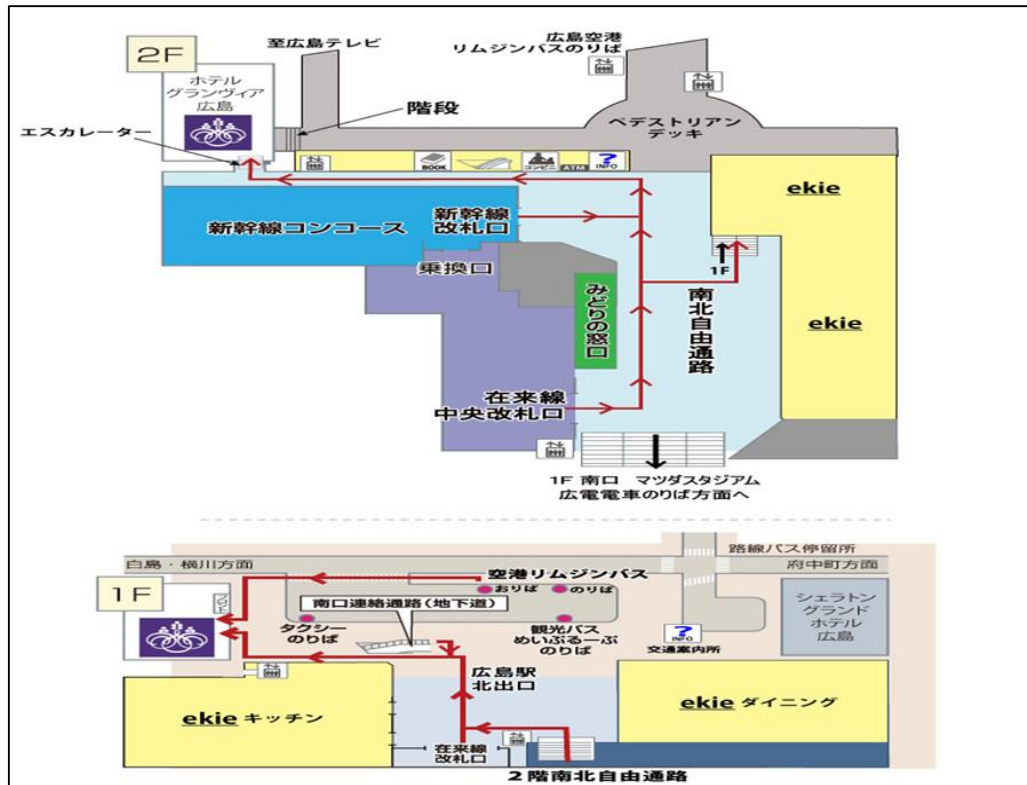 2F
至広島テレビ
広島空港
リムジンバスのりば
ホテル
グランヴィア
広島
階段
エスカレーター
ペデストリアン
デッキ
BOOK
コンビニ
ATM
?
INFO
ekie
新幹線コンコース
新幹線
改札口
乗換口
1F
みどりの窓口
南北自由通路
ekie
在来線
中央改札口
1F 南口 マツダスタジアム
広電電車のりば方面へ
路線バス停留所
白島・横川方面
府中町方面
1F
空港リムジンバス
おりば
のりば
南口連絡通路(地下道)
タクシー
のりば
観光バス
めいぷるーぷ
のりば
?
INFO
交通案内所
シェラトン
グランド
ホテル
広島
広島駅
北出口
ekie キッチン
ekie ダイニング
在来線
改札口
2階南北自由通路